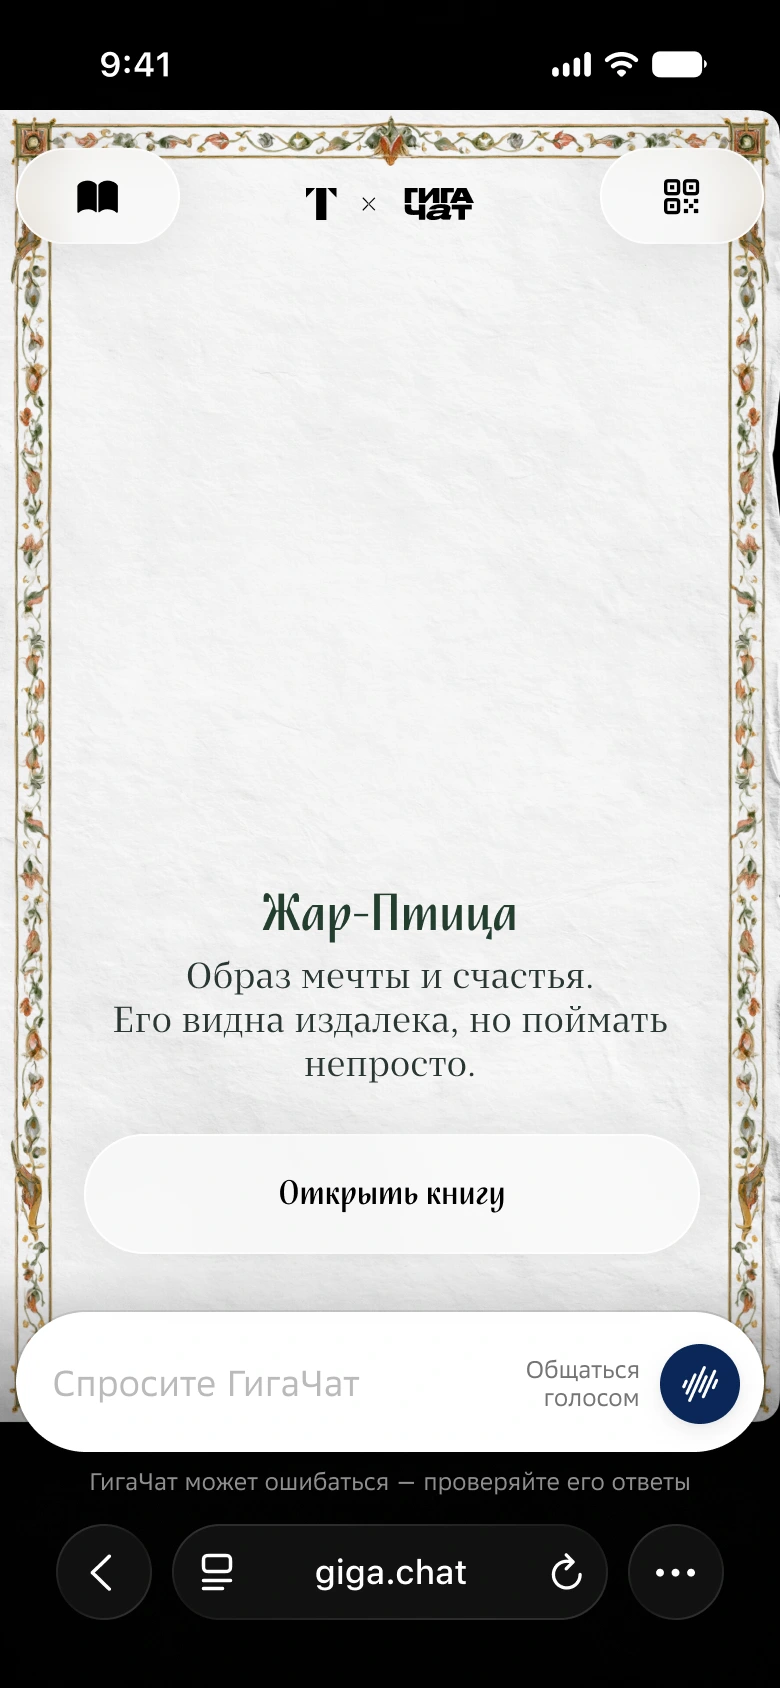 9:41
Т × ГИГА ЧАТ
Жар-Птица
Образ мечты и счастья.
Его видна издалека, но поймать
непросто.
Открыть книгу
Спросите ГигаЧат
Общаться
голосом
ГигаЧат может ошибаться — проверяйте его ответы
giga.chat